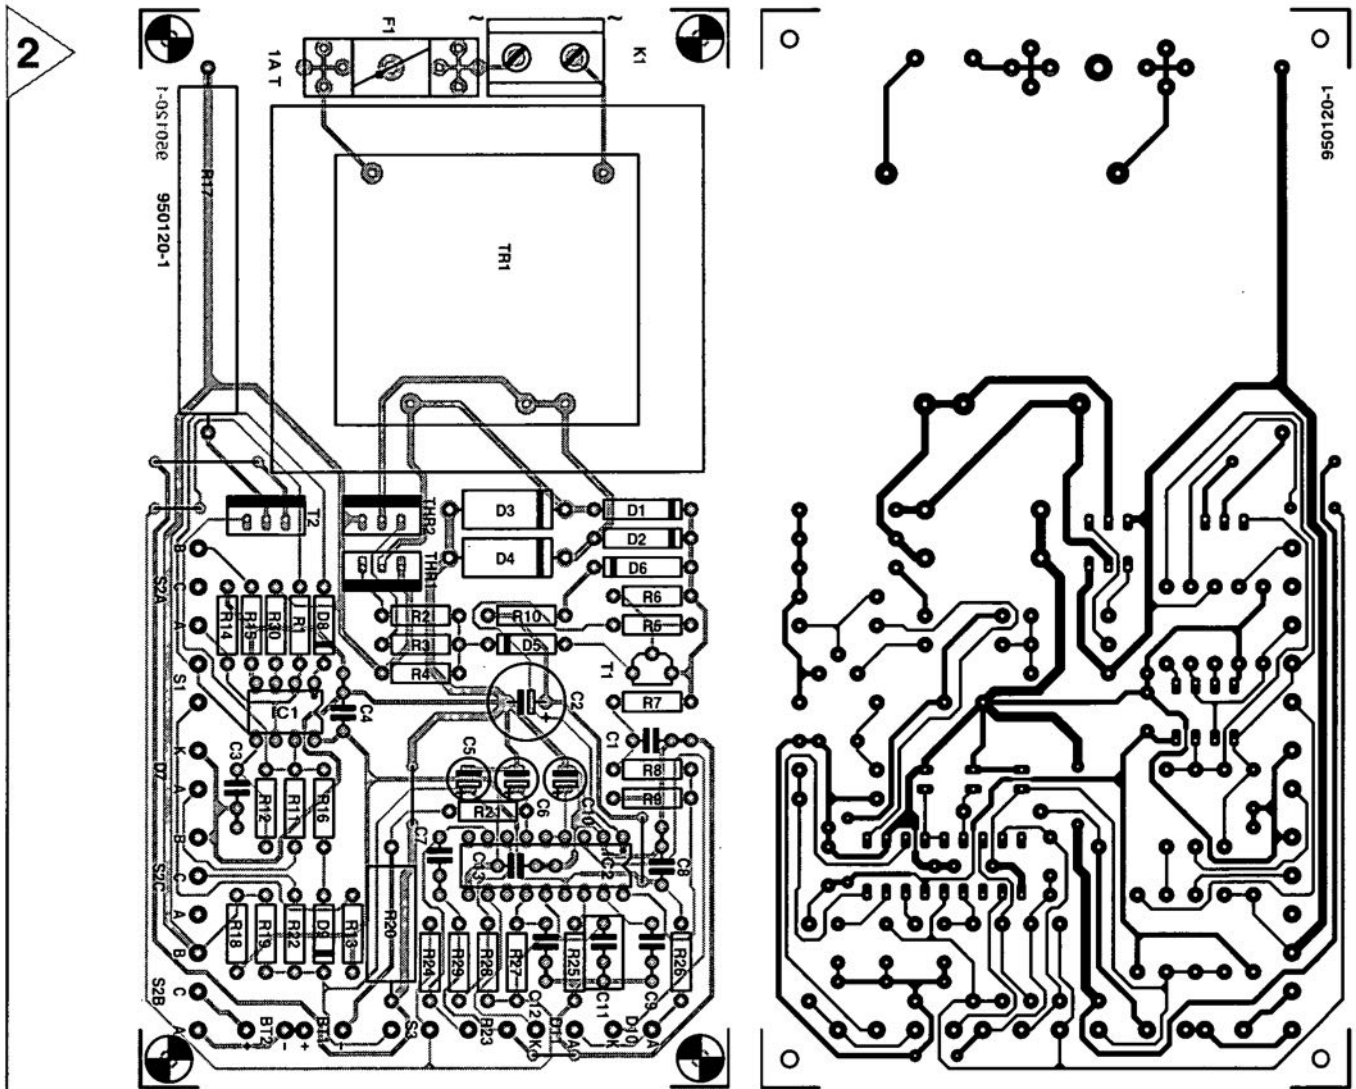 2
F1
~
~
K1
1A T
950120-1
R17
950120-1
TR1
950120-1
T2
THR2
THR1
D3
D4
D1
D2
D6
R6
R5
T1
R7
B
S2A
C
A
S1
K
D7
A
B
S2C
C
A
B
S2B
C
A
R14
R15
R30
R1
D8
R2
R3
R4
R10
D5
IC1
C4
C2
+
C1
R8
R9
C3
R12
R11
R16
C5
C6
C10
R21
C7
C13
IC2
C8
R18
R19
R22
D9
R13
R20
R24
R29
R28
R27
R25
R26
C12
C11
C9
+
BT2
-
+
BT1
-
S3
R23
K
D11
A
K
D10
A